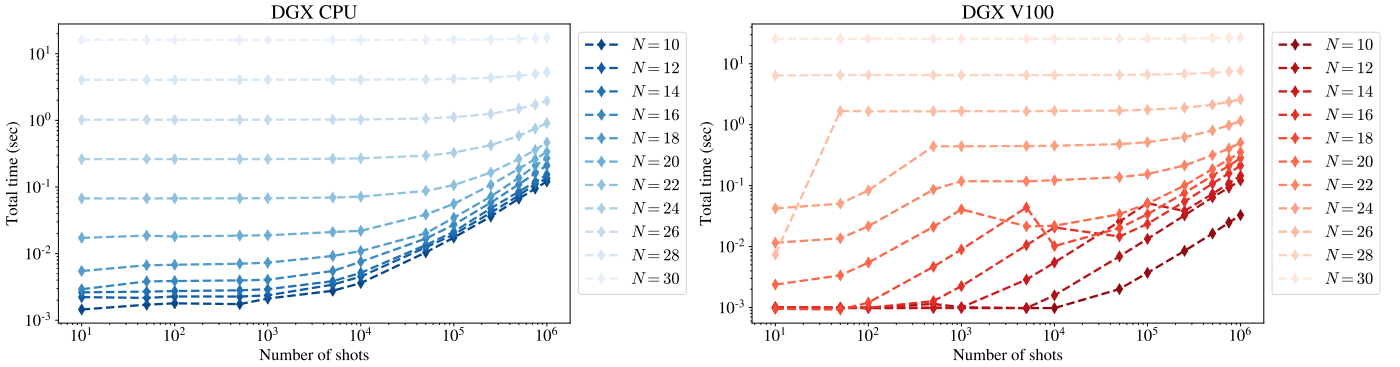 DGX CPU
Total time (sec)
10^1
10^0
10^-1
10^-2
10^-3
10^1 10^2 10^3 10^4 10^5 10^6
Number of shots
N = 10
N = 12
N = 14
N = 16
N = 18
N = 20
N = 22
N = 24
N = 26
N = 28
N = 30
DGX V100
Total time (sec)
10^1
10^0
10^-1
10^-2
10^-3
10^1 10^2 10^3 10^4 10^5 10^6
Number of shots
N = 10
N = 12
N = 14
N = 16
N = 18
N = 20
N = 22
N = 24
N = 26
N = 28
N = 30